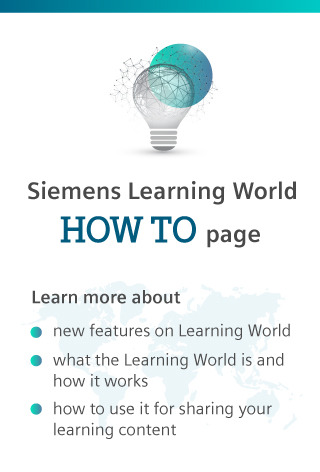 Siemens Learning World
HOW TO page
Learn more about
new features on Learning World
what the Learning World is and
how it works
how to use it for sharing your
learning content